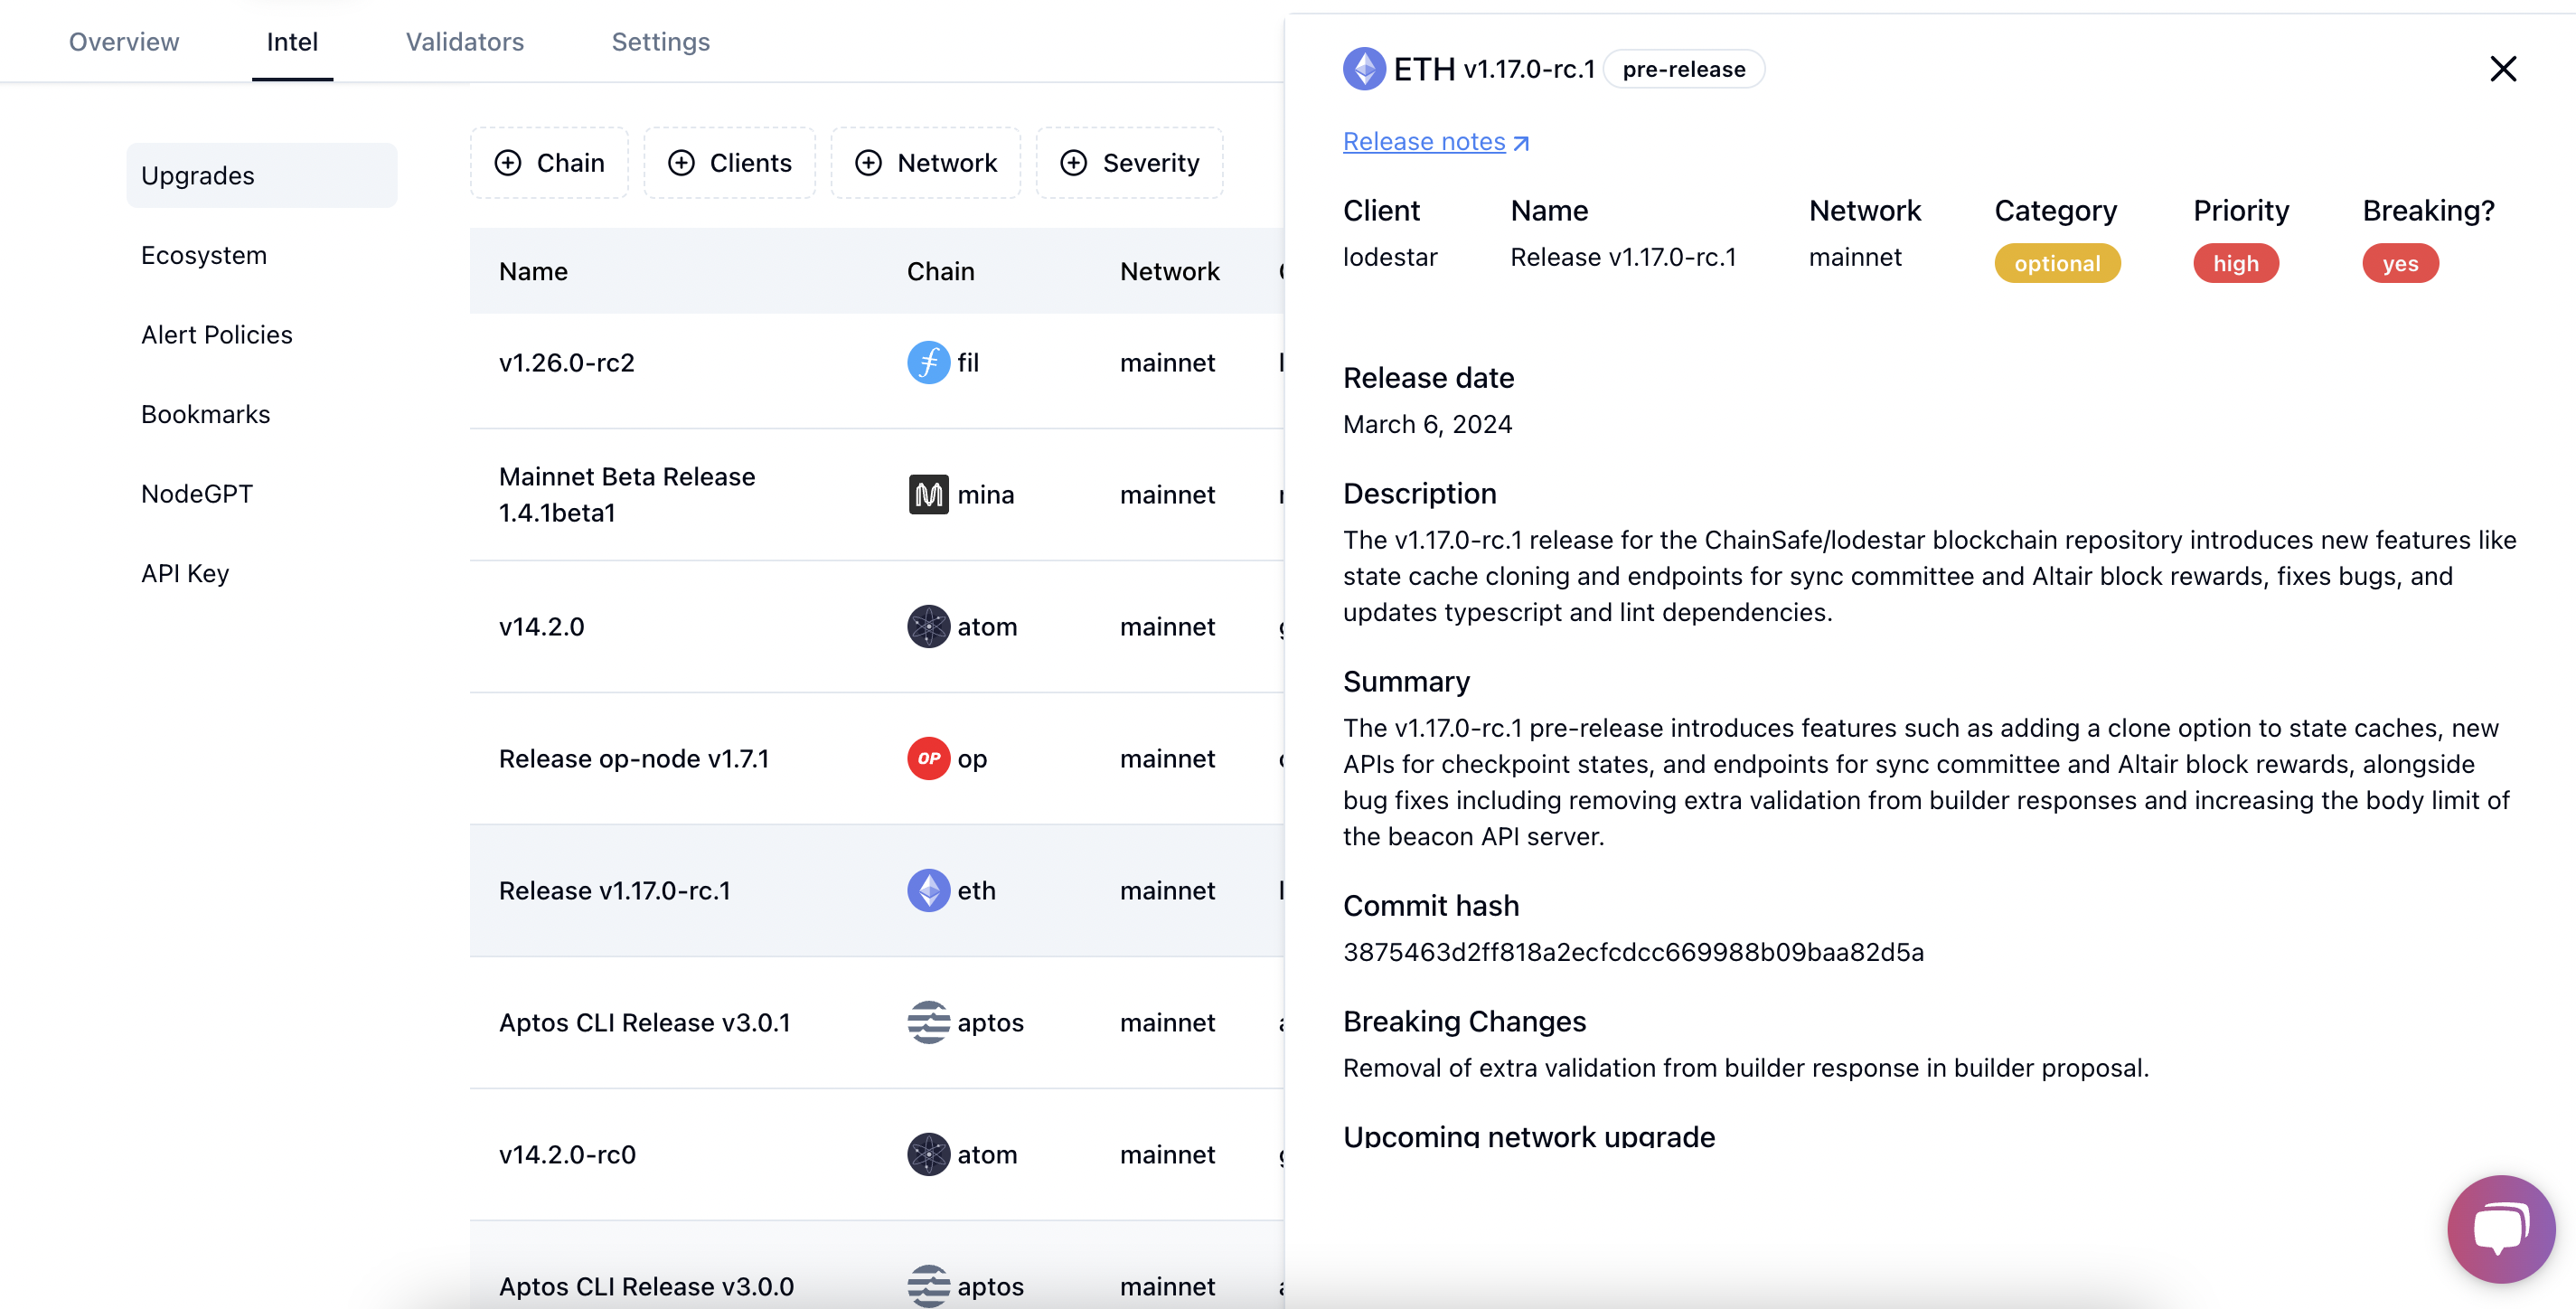 Overview Intel Validators Settings
Upgrades
Ecosystem
Alert Policies
Bookmarks
NodeGPT
API Key
Chain Clients Network Severity
Name Chain Network
v1.26.0-rc2 fil mainnet
Mainnet Beta Release
1.4.1beta1 mina mainnet
v14.2.0 atom mainnet
Release op-node v1.7.1 OP op mainnet
Release v1.17.0-rc.1 eth mainnet
Aptos CLI Release v3.0.1 aptos mainnet
v14.2.0-rc0 atom mainnet
Aptos CLI Release v3.0.0 aptos mainnet
ETH v1.17.0-rc.1 pre-release
Release notes
Client Name Network Category Priority Breaking?
lodestar Release v1.17.0-rc.1 mainnet optional high yes
Release date
March 6, 2024
Description
The v1.17.0-rc.1 release for the ChainSafe/lodestar blockchain repository introduces new features like
state cache cloning and endpoints for sync committee and Altair block rewards, fixes bugs, and
updates typescript and lint dependencies.
Summary
The v1.17.0-rc.1 pre-release introduces features such as adding a clone option to state caches, new
APIs for checkpoint states, and endpoints for sync committee and Altair block rewards, alongside
bug fixes including removing extra validation from builder responses and increasing the body limit of
the beacon API server.
Commit hash
3875463d2ff818a2ecfcdcc669988b09baa82d5a
Breaking Changes
Removal of extra validation from builder response in builder proposal.
Upcoming network upgrade